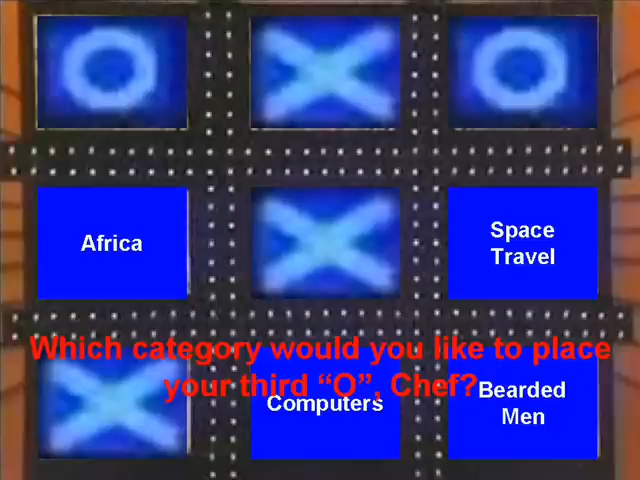 O X O
Africa X Space
Travel
Which category would you like to place
your third “O”, Chef?
X Computers Bearded
Men